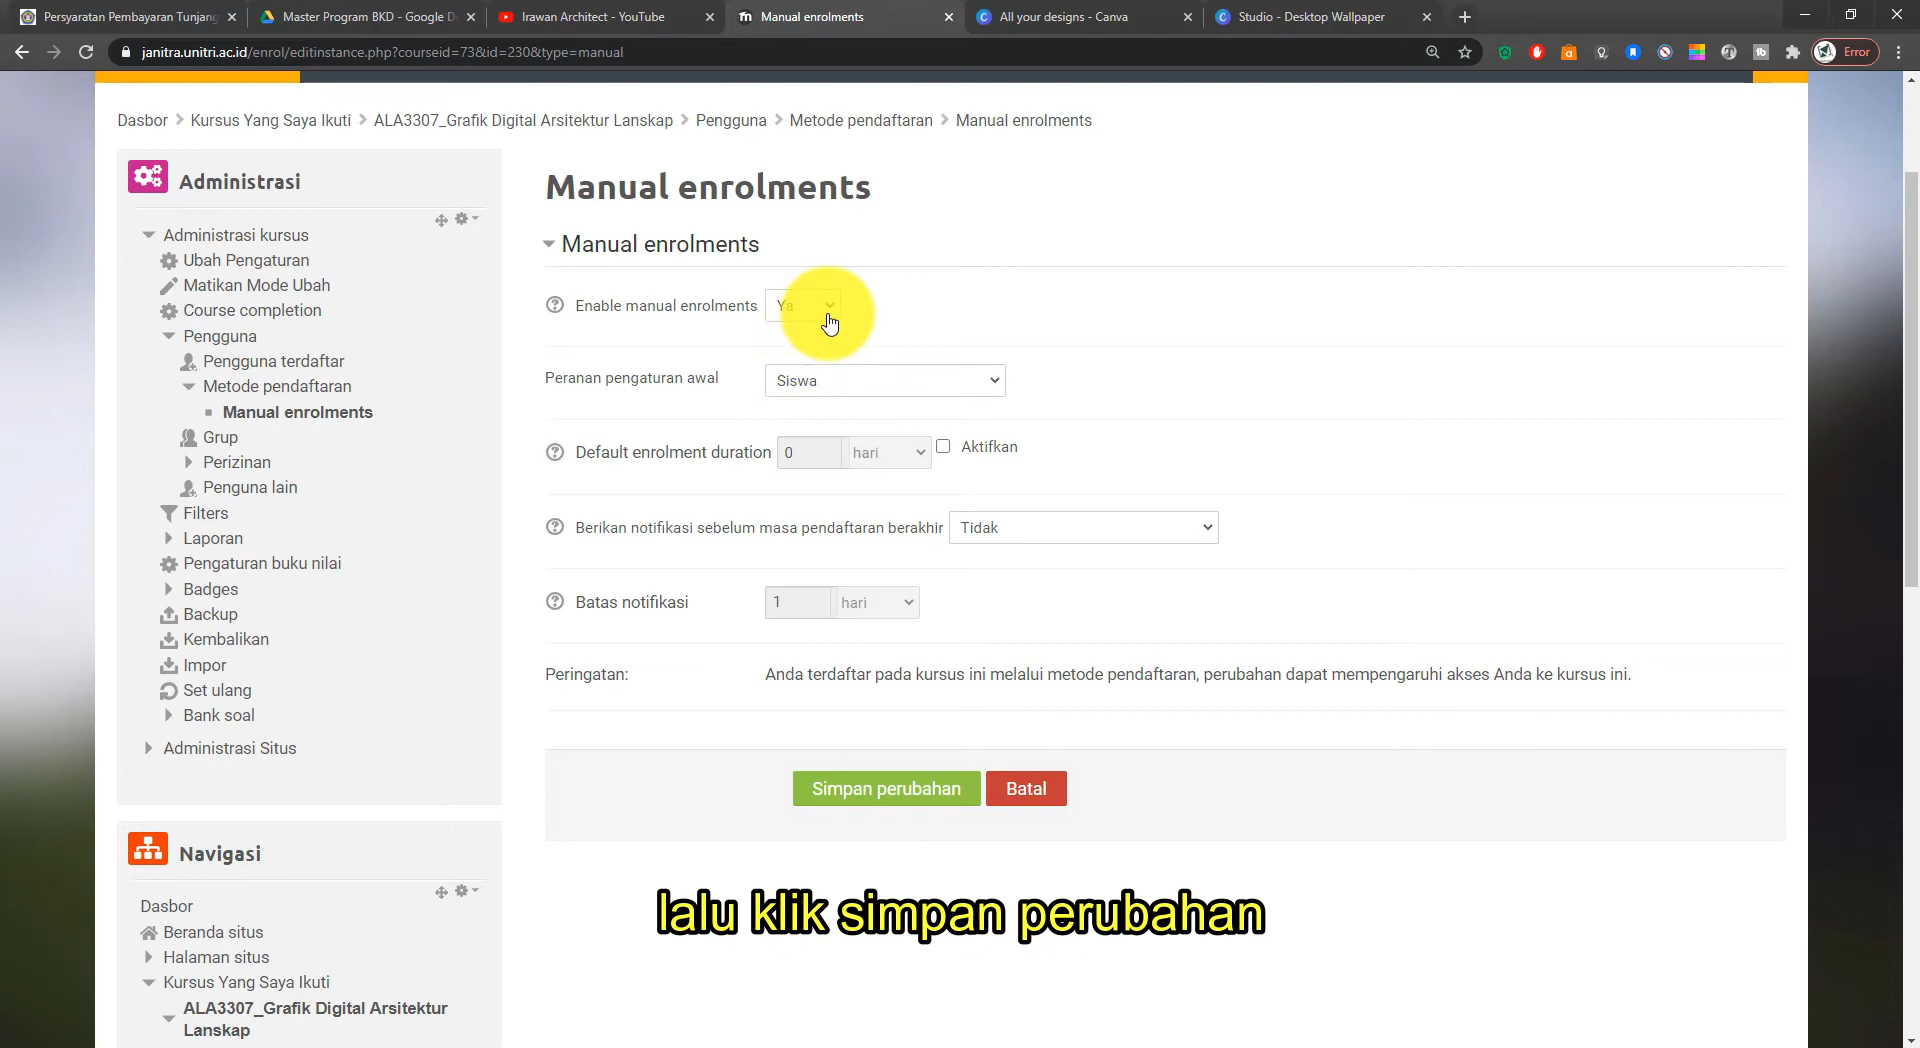 Persyaratan Pembayaran Tunjang
Master Program BKD - Google D
Irawan Architect - YouTube
Manual enrolments
All your designs - Canva
Studio - Desktop Wallpaper
janitra.unitri.ac.id/enrol/editinstance.php?courseid=73&id=230&type=manual
Error
Dasbor
Kursus Yang Saya Ikuti
ALA3307_Grafik Digital Arsitektur Lanskap
Pengguna
Metode pendaftaran
Manual enrolments
Administrasi
Administrasi kursus
Ubah Pengaturan
Matikan Mode Ubah
Course completion
Pengguna
Pengguna terdaftar
Metode pendaftaran
Manual enrolments
Grup
Perizinan
Penguna lain
Filters
Laporan
Pengaturan buku nilai
Badges
Backup
Kembalikan
Impor
Set ulang
Bank soal
Administrasi Situs
Navigasi
Dasbor
Beranda situs
Halaman situs
Kursus Yang Saya Ikuti
ALA3307_Grafik Digital Arsitektur
Lanskap
Manual enrolments
Manual enrolments
Enable manual enrolments Ya
Peranan pengaturan awal Siswa
Default enrolment duration 0 hari Aktifkan
Berikan notifikasi sebelum masa pendaftaran berakhir Tidak
Batas notifikasi 1 hari
Peringatan: Anda terdaftar pada kursus ini melalui metode pendaftaran, perubahan dapat mempengaruhi akses Anda ke kursus ini.
Simpan perubahan Batal
lalu klik simpan perubahan